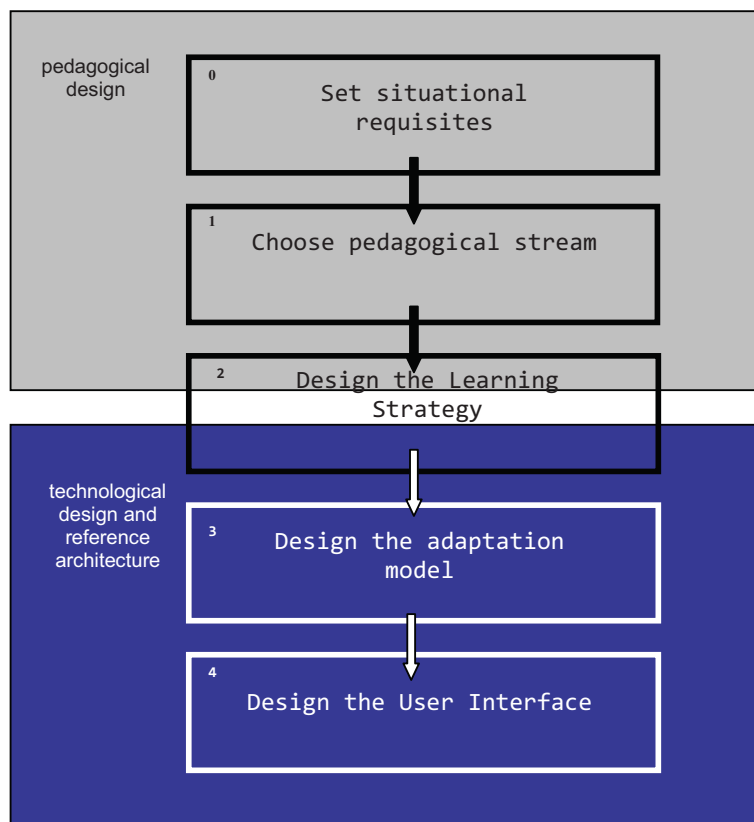 pedagogical
design
0
Set situational
requisites
1
Choose pedagogical stream
2
Design the Learning
Strategy
technological
design and
reference
architecture
3
Design the adaptation
model
4
Design the User Interface